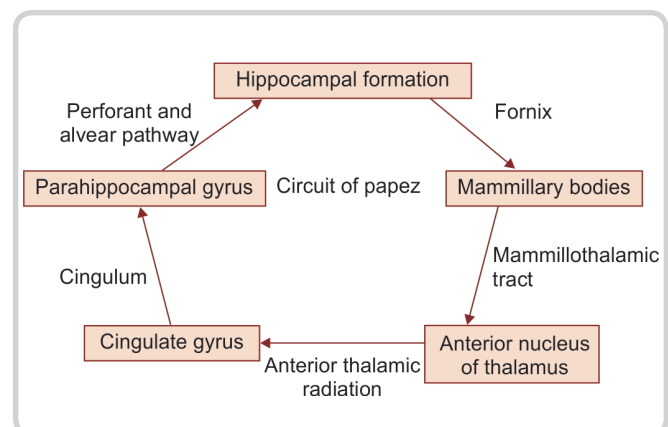 Hippocampal formation
Perforant and
alvear pathway
Fornix
Parahippocampal gyrus
Circuit of papez
Mammillary bodies
Cingulum
Mammillothalamic
tract
Cingulate gyrus
Anterior thalamic
radiation
Anterior nucleus
of thalamus